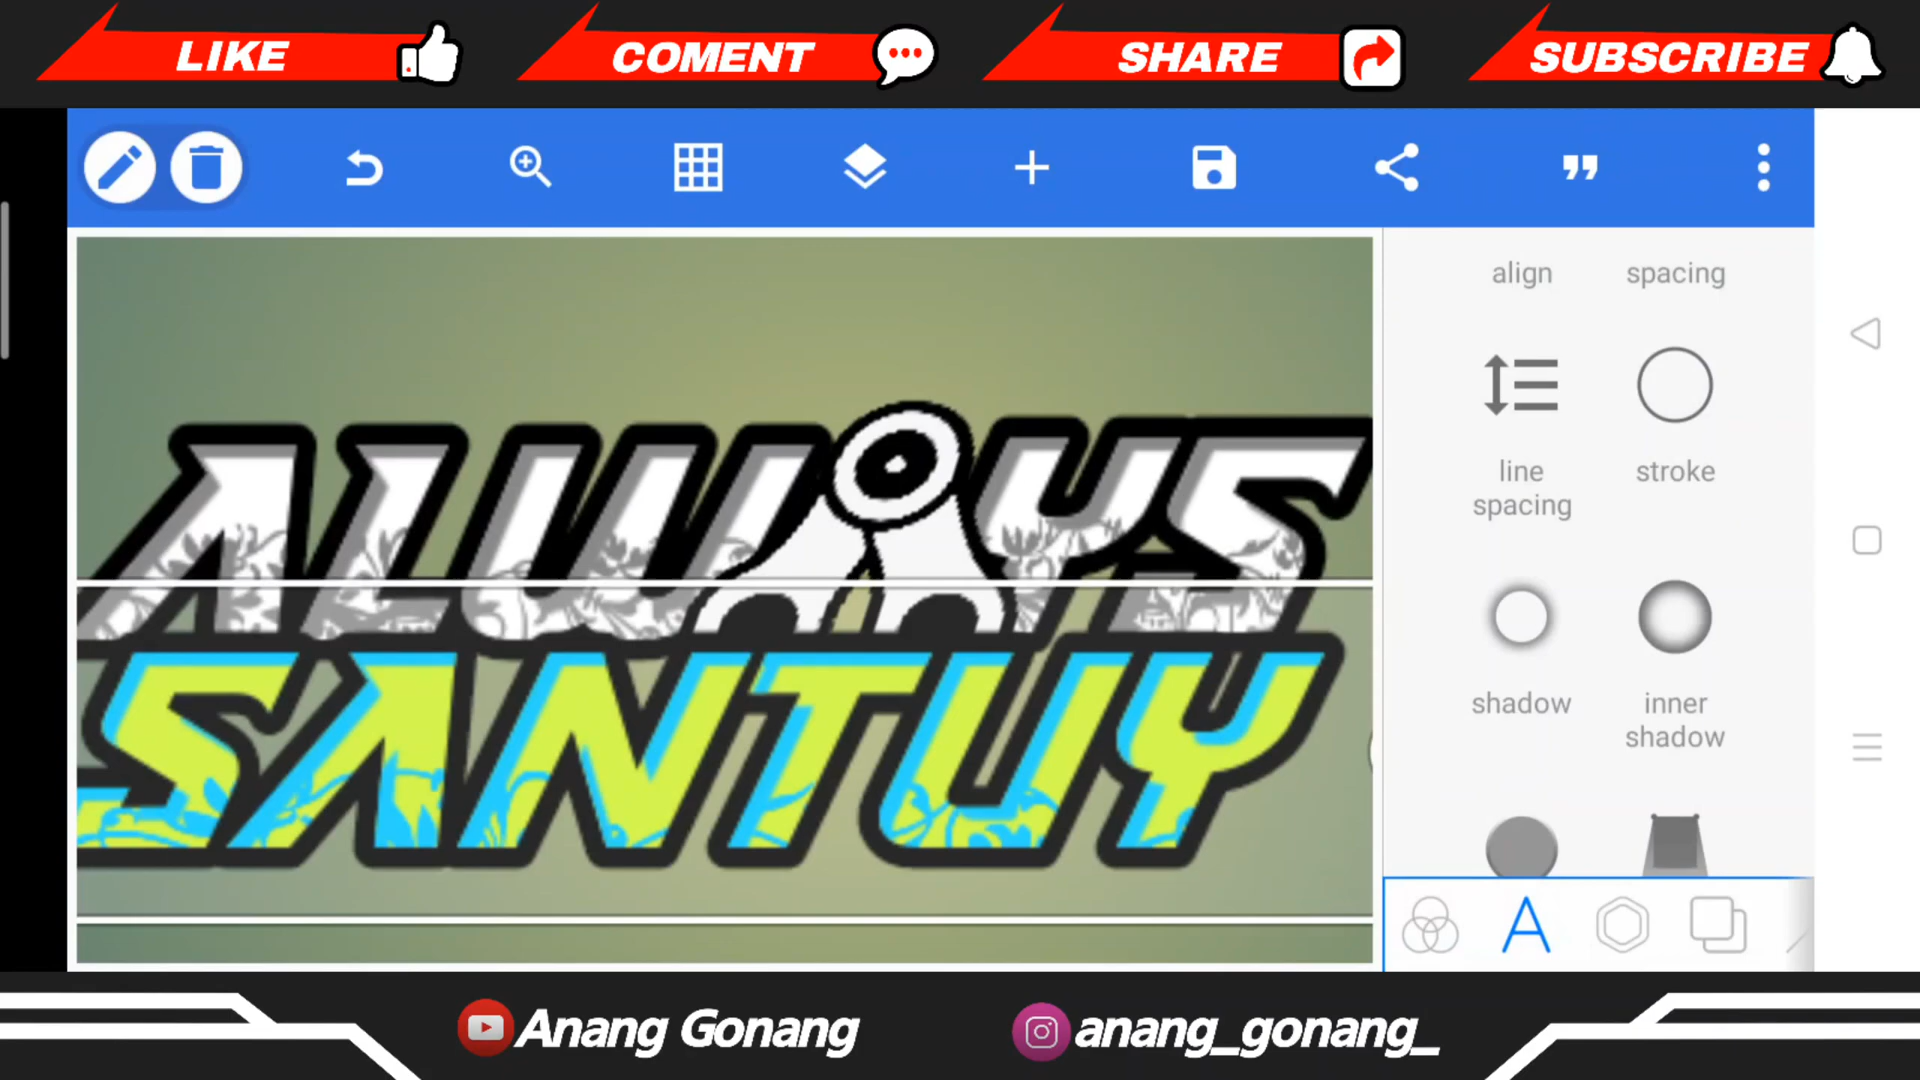 LIKE
COMENT
SHARE
SUBSCRIBE
align
spacing
line spacing
stroke
shadow
inner shadow
ALWAYS
SANTUY
Anang Gonang
anang_gonang_